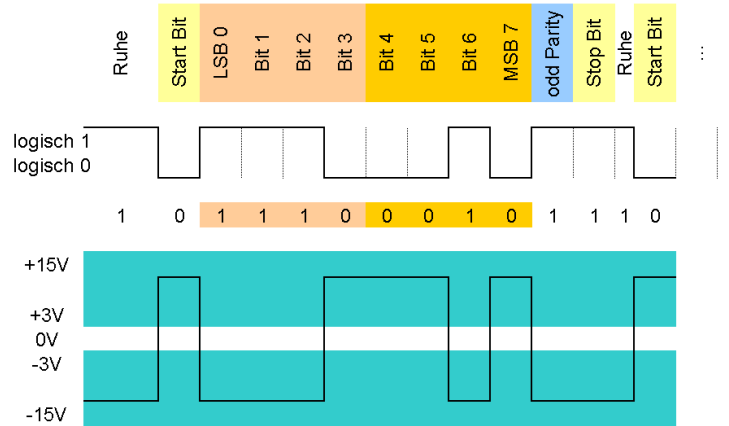 Ruhe Start Bit LSB 0 Bit 1 Bit 2 Bit 3 Bit 4 Bit 5 Bit 6 MSB 7 odd Parity Stop Bit Ruhe Start Bit ...
logisch 1
logisch 0
1 0 1 1 1 0 0 0 1 0 1 1 1 0
+15V
+3V
0V
-3V
-15V